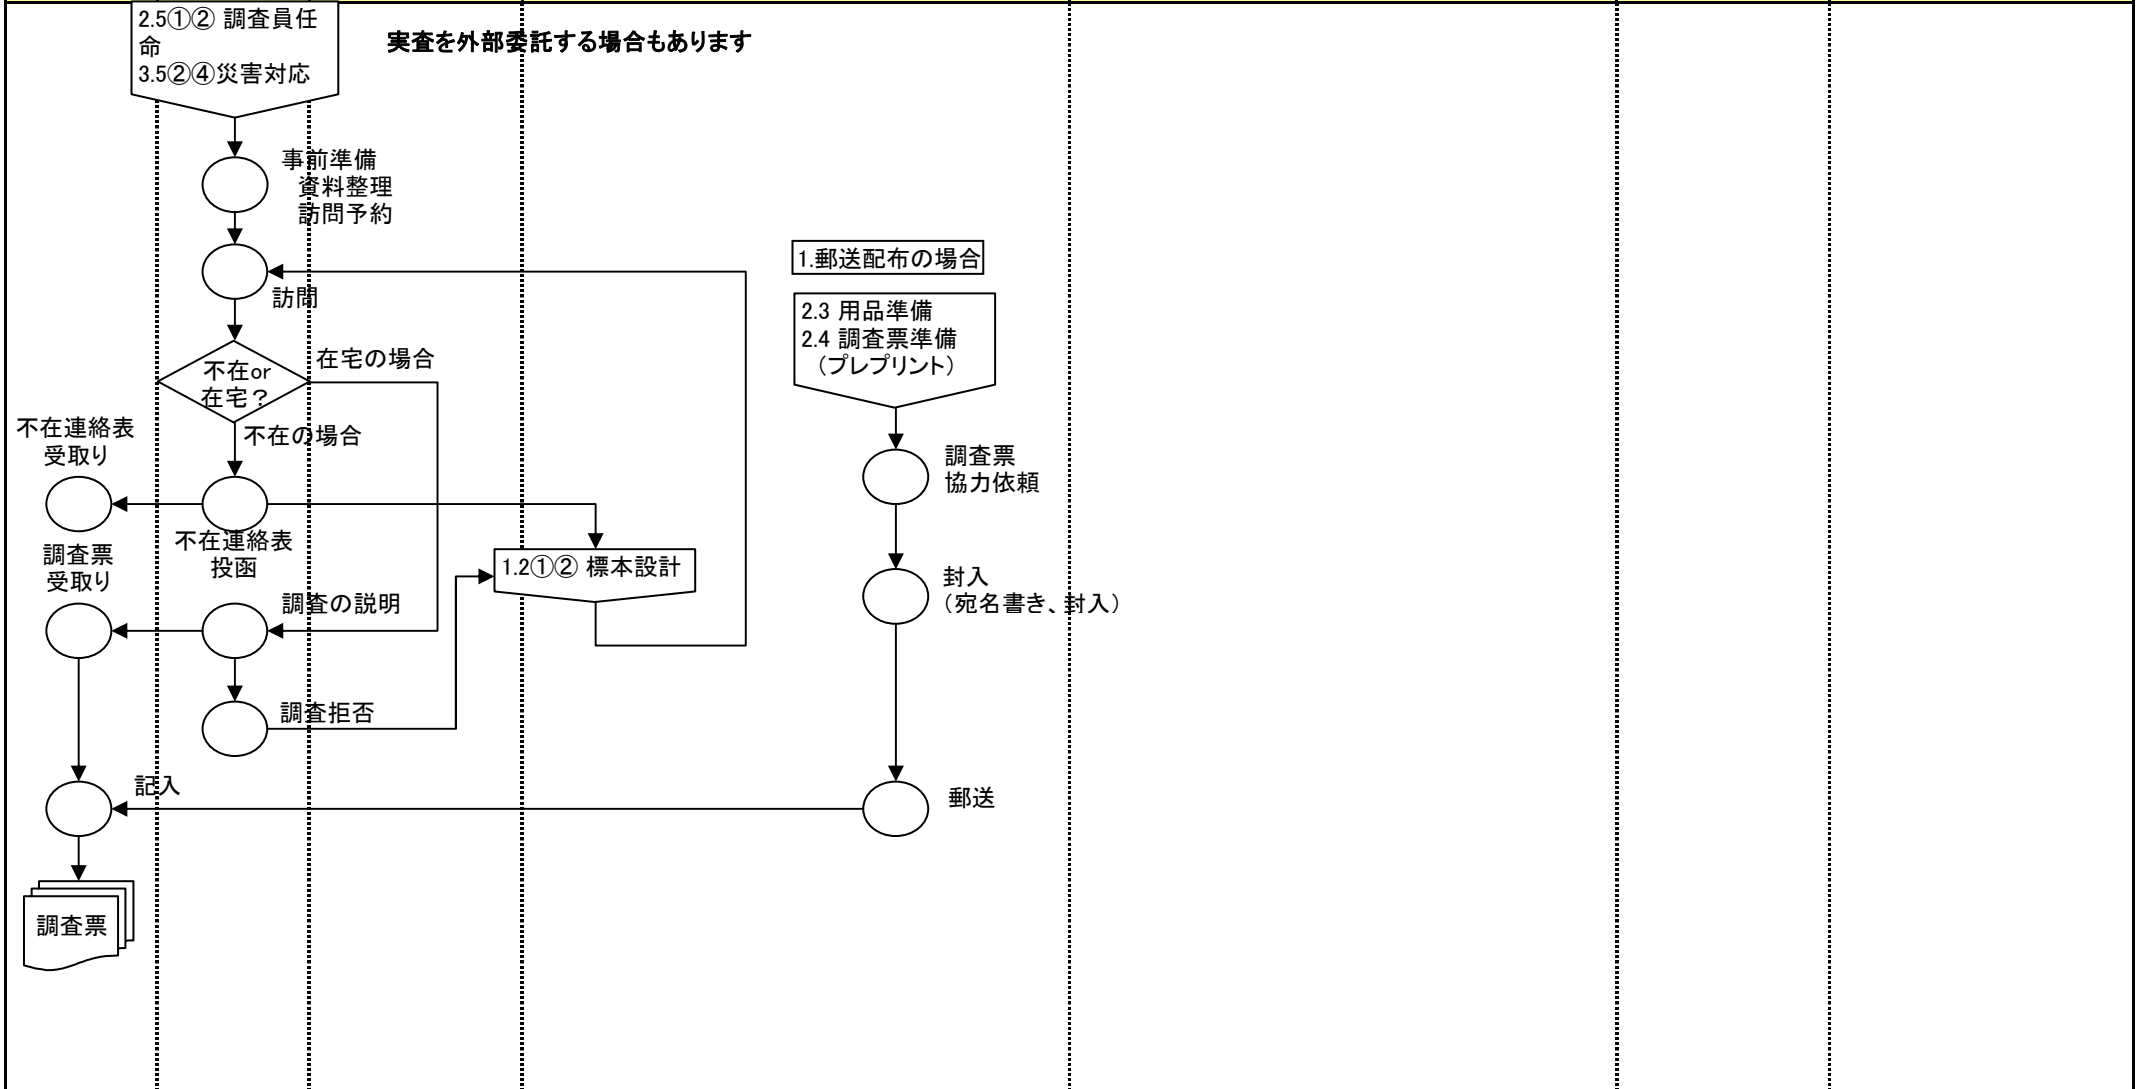 2.5①② 調査員任
命
3.5②④災害対応
実査を外部委託する場合もあります
事前準備
資料整理
訪問予約
訪問
1.郵送配布の場合
2.3 用品準備
2.4 調査票準備
（プレプリント）
不在or
在宅？
在宅の場合
不在の場合
不在連絡表
受取り
調査票
協力依頼
不在連絡表
投函
調査票
受取り
1.2①② 標本設計
封入
（宛名書き、封入）
調査の説明
調査拒否
記入
郵送
調査票